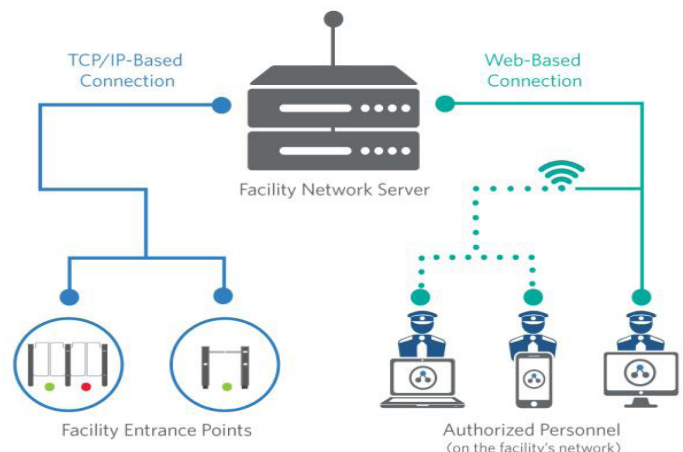 TCP/IP-Based
Connection
Web-Based
Connection
Facility Network Server
Facility Entrance Points
Authorized Personnel
(on the facility's network)